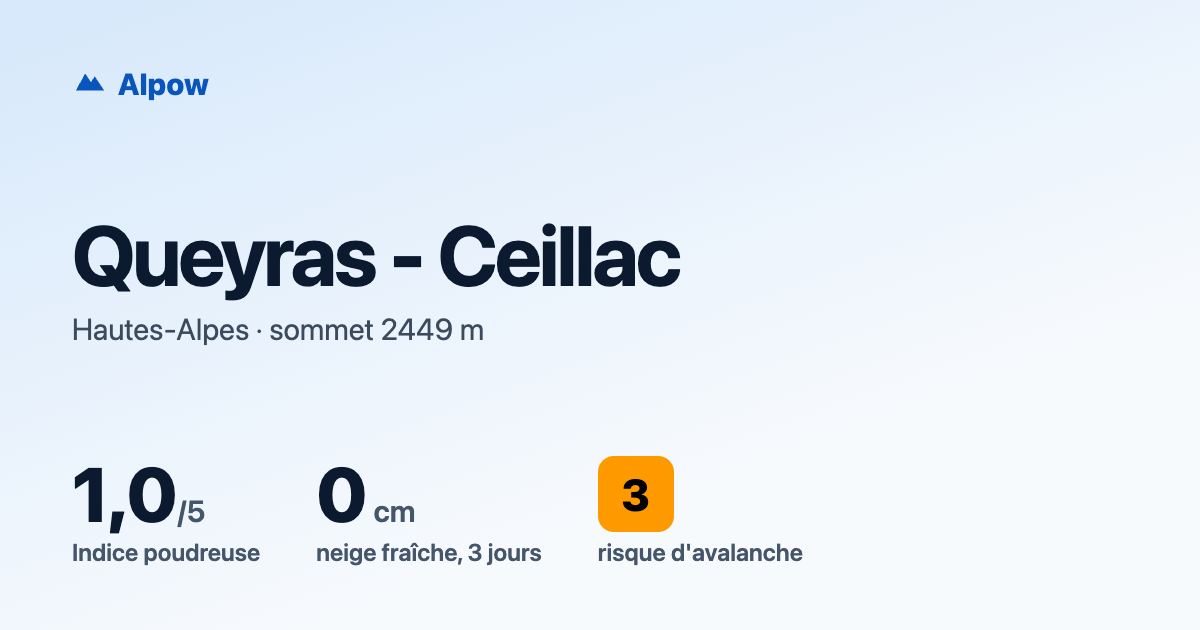 Alpow
Queyras - Ceillac
Hautes-Alpes · sommet 2449 m
1,0/5
Indice poudreuse
0 cm
neige fraîche, 3 jours
3
risque d'avalanche